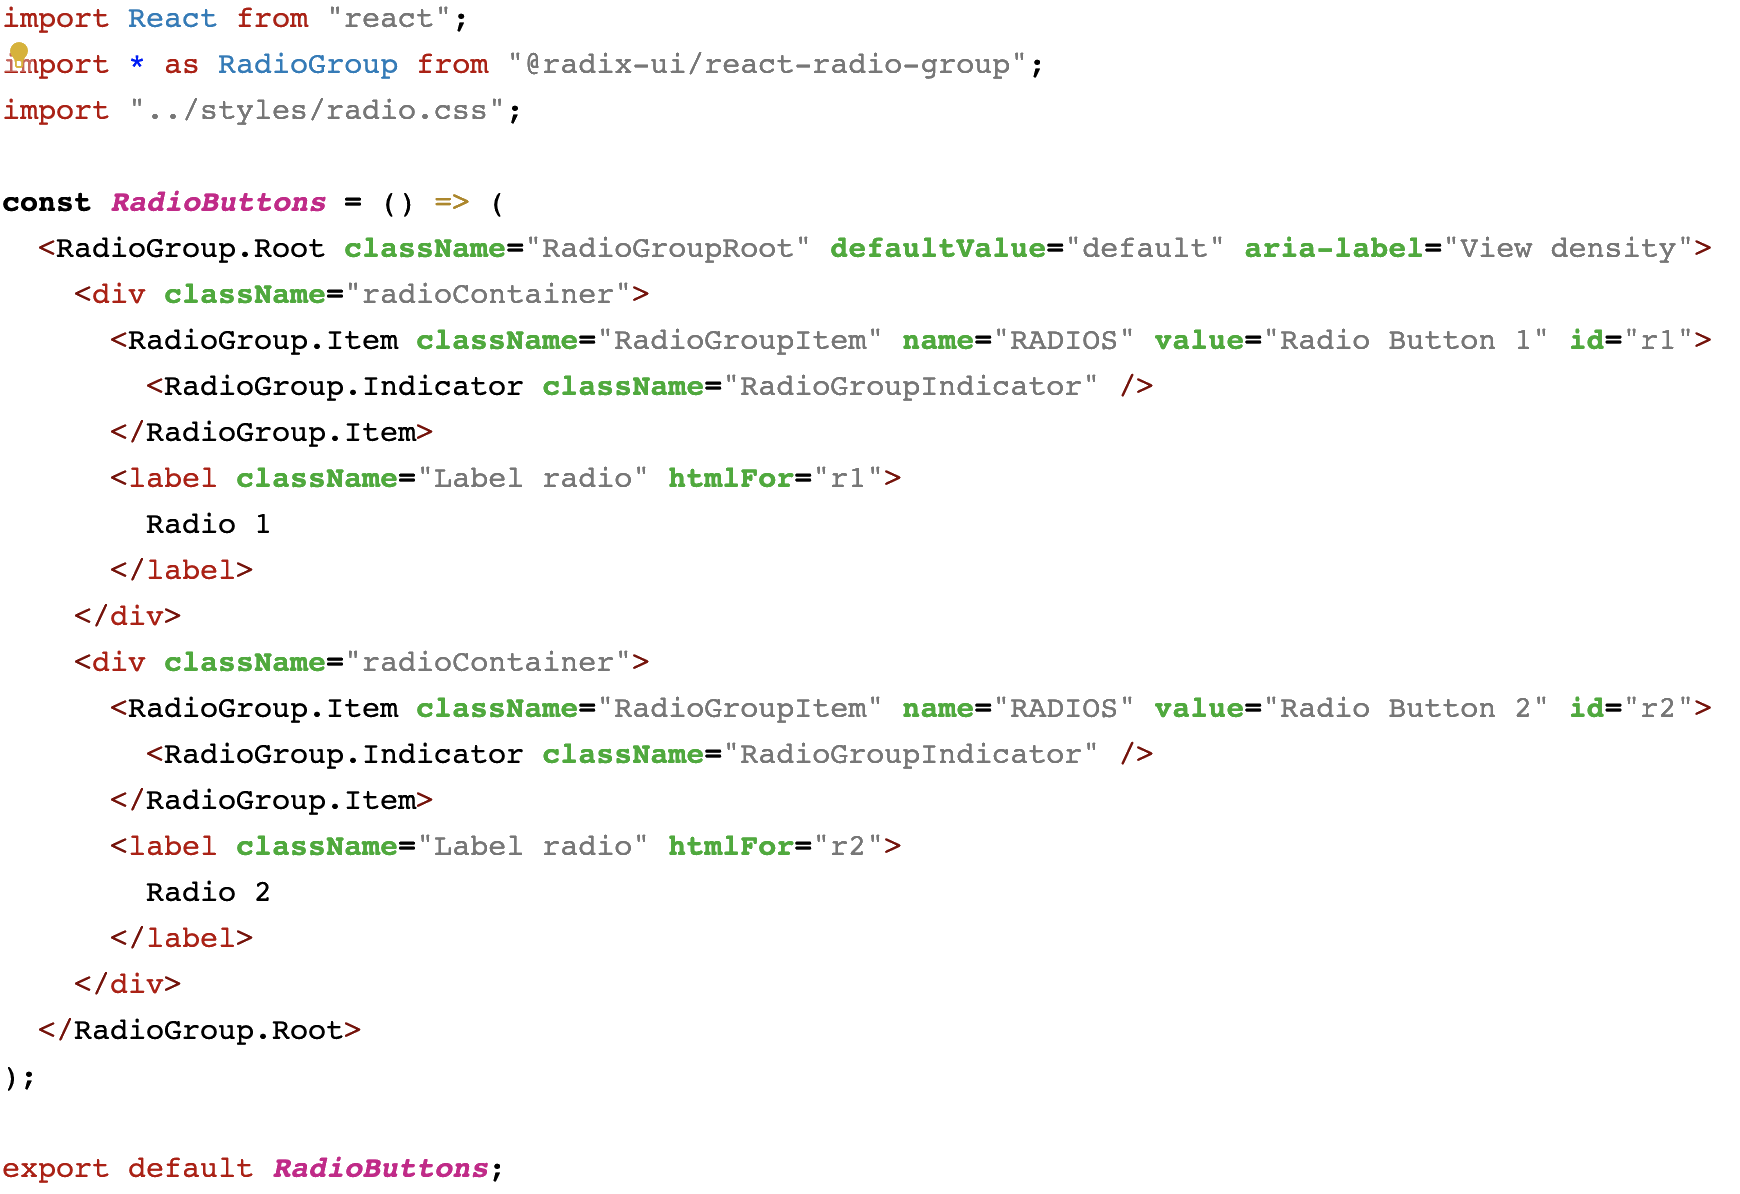 import React from "react";
import * as RadioGroup from "@radix-ui/react-radio-group";
import "../styles/radio.css";

const RadioButtons = () => (
  <RadioGroup.Root className="RadioGroupRoot" defaultValue="default" aria-label="View density">
    <div className="radioContainer">
      <RadioGroup.Item className="RadioGroupItem" name="RADIOS" value="Radio Button 1" id="r1">
        <RadioGroup.Indicator className="RadioGroupIndicator" />
      </RadioGroup.Item>
      <label className="Label radio" htmlFor="r1">
        Radio 1
      </label>
    </div>
    <div className="radioContainer">
      <RadioGroup.Item className="RadioGroupItem" name="RADIOS" value="Radio Button 2" id="r2">
        <RadioGroup.Indicator className="RadioGroupIndicator" />
      </RadioGroup.Item>
      <label className="Label radio" htmlFor="r2">
        Radio 2
      </label>
    </div>
  </RadioGroup.Root>
);

export default RadioButtons;